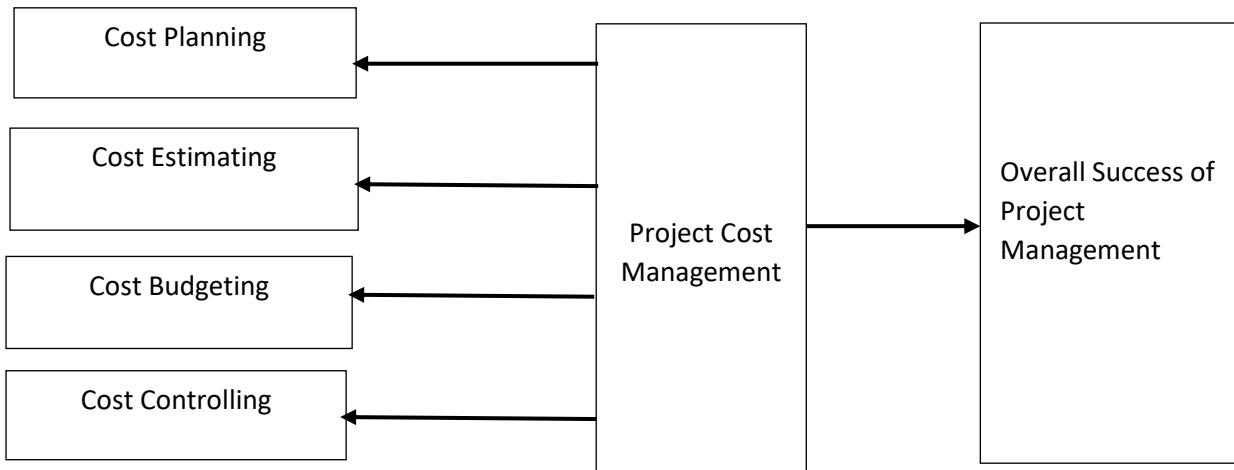 Cost Planning
Cost Estimating
Cost Budgeting
Cost Controlling
Project Cost
Management
Overall Success of
Project
Management